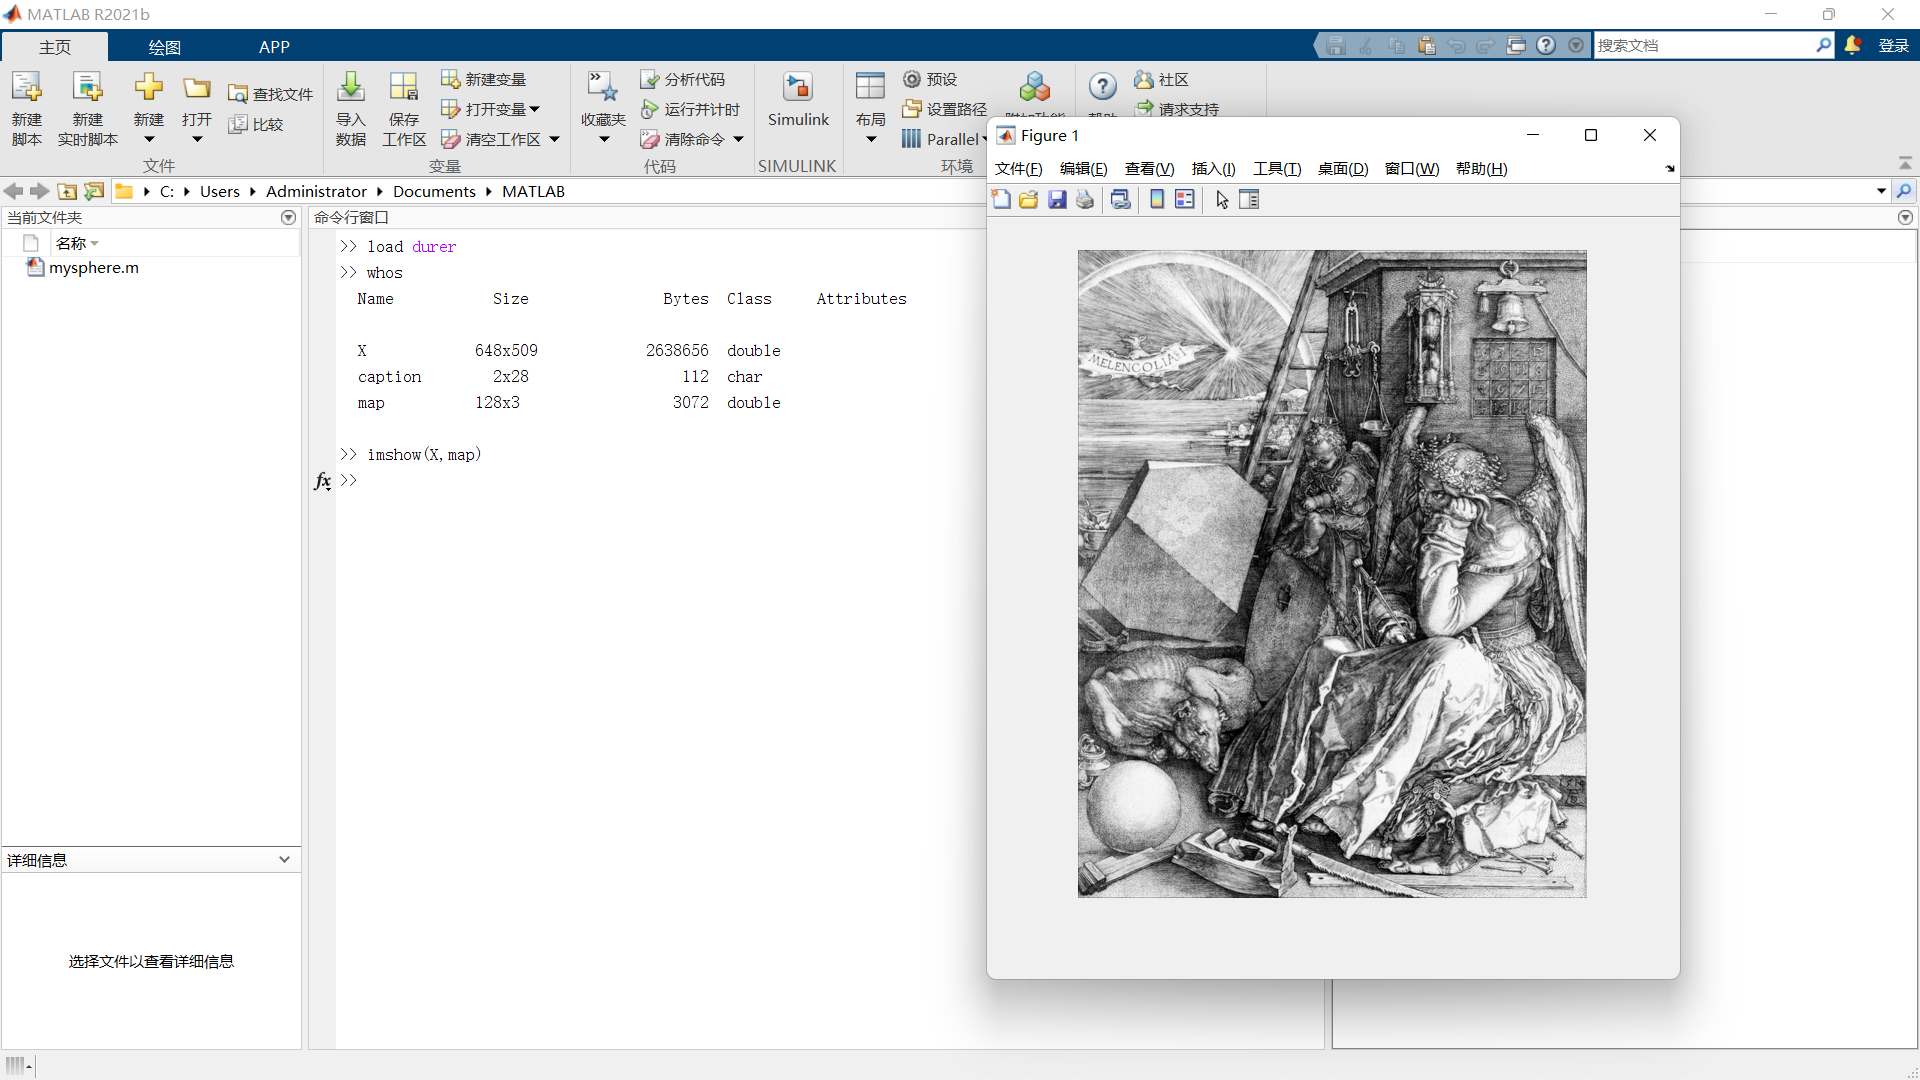 MATLAB R2021b
主页 绘图 APP
搜索文档
登录
新建脚本
新建实时脚本
新建
打开
查找文件
比较
文件
导入数据
保存工作区
新建变量
打开变量
清空工作区
变量
收藏夹
分析代码
运行并计时
清除命令
代码
Simulink
SIMULINK
布局
预设
设置路径
Parallel
环境
社区
请求支持
C: Users Administrator Documents MATLAB
当前文件夹
名称
mysphere.m
详细信息
选择文件以查看详细信息
命令行窗口
>> load durer
>> whos
Name Size Bytes Class Attributes
X 648x509 2638656 double
caption 2x28 112 char
map 128x3 3072 double
>> imshow(X,map)
fx >>
Figure 1
文件(F) 编辑(E) 查看(V) 插入(I) 工具(T) 桌面(D) 窗口(W) 帮助(H)
MELENCOLIA I